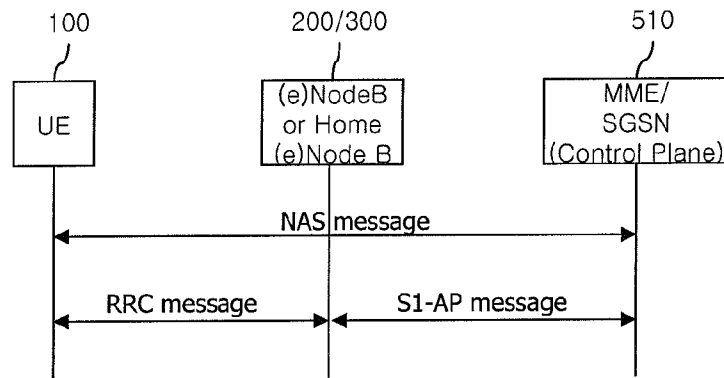 100
200/300
510
UE
(e)NodeB
or Home
(e)Node B
MME/
SGSN
(Control Plane)
NAS message
RRC message
S1-AP message